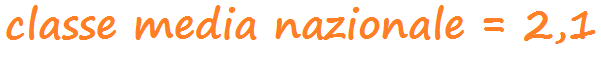 classe media nazionale = 2,1